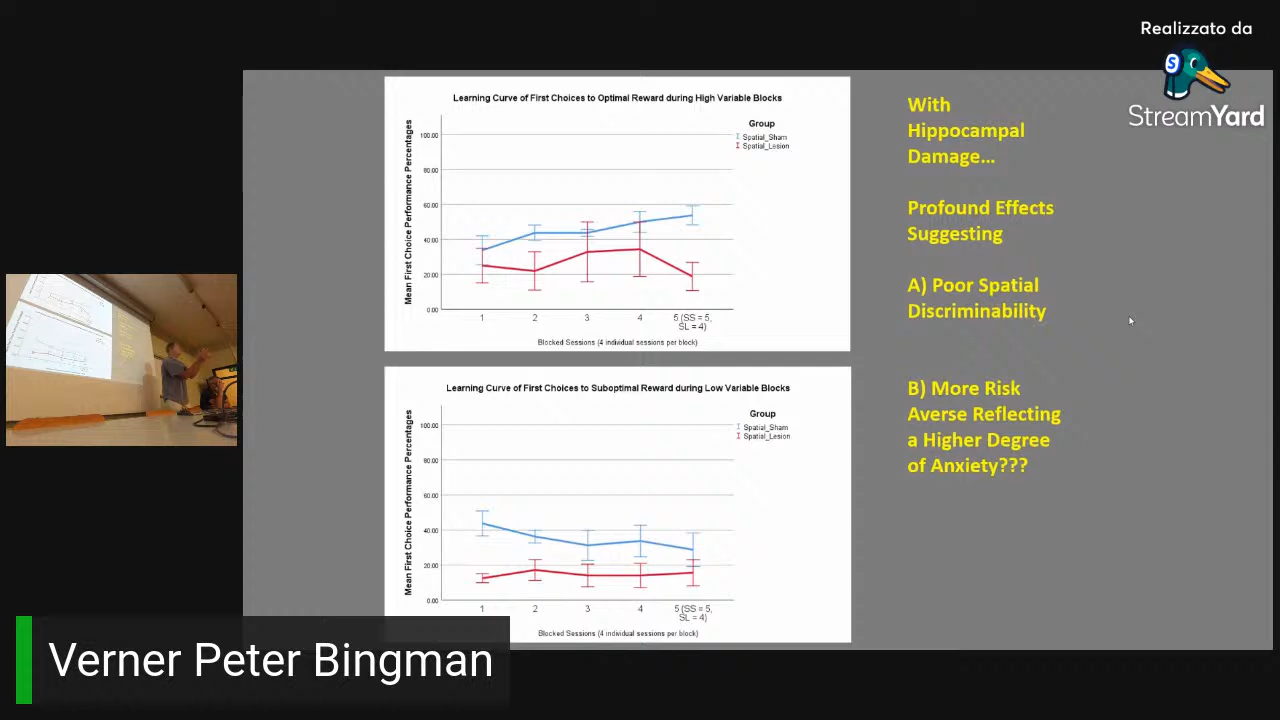 Realizzato da
StreamYard
Learning Curve of First Choices to Optimal Reward during High Variable Blocks
Mean First Choice Performance Percentages
100.00
80.00
60.00
40.00
20.00
0.00
1 2 3 4 5 (SS = 5,
SL = 4)
Blocked Sessions (4 individual sessions per block)
Group
Spatial_Sham
Spatial_Lesion
Learning Curve of First Choices to Suboptimal Reward during Low Variable Blocks
Mean First Choice Performance Percentages
100.00
80.00
60.00
40.00
20.00
0.00
1 2 3 4 5 (SS = 5,
SL = 4)
Blocked Sessions (4 individual sessions per block)
Group
Spatial_Sham
Spatial_Lesion
With
Hippocampal
Damage...
Profound Effects
Suggesting
A) Poor Spatial
Discriminability
B) More Risk
Averse Reflecting
a Higher Degree
of Anxiety???
Verner Peter Bingman